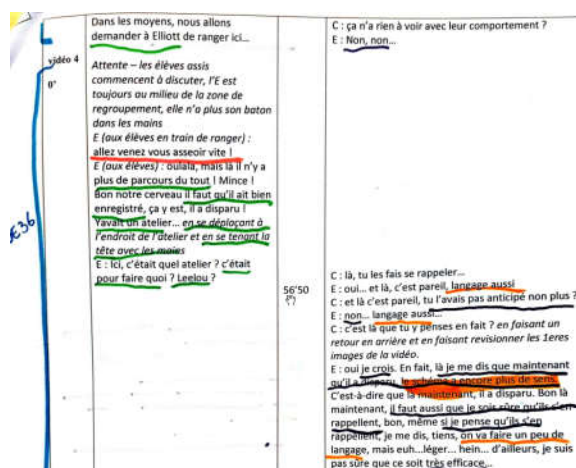 Dans les moyens, nous allons
demander à Elliott de ranger ici...
vidéo 4
0"
Attente – les élèves assis
commencent à discuter, l'E est
toujours au milieu de la zone de
regroupement, elle n'a plus son baton
dans les mains
E (aux élèves en train de ranger) :
allez venez vous asseoir vite !
E (aux élèves) : oulala, mais là il n'y a
plus de parcours du tout ! Mince !
Bon notre cerveau il faut qu'il ait bien
enregistré, ça y est, il a disparu !
Yavait un atelier... en se déplaçant à
l'endroit de l'atelier et en se tenant la
tête avec les mains
E : Ici, c'était quel atelier ? c'était
pour faire quoi ? Leelou ?
E36
56'50
C : ça n'a rien à voir avec leur comportement ?
E : Non, non...
C : là, tu les fais se rappeler...
E : oui... et là, c'est pareil, langage aussi
C : et là c'est pareil, tu l'avais pas anticipé non plus ?
E : non... langage aussi...
C : c'est là que tu y penses en fait ? en faisant un
retour en arrière et en faisant revisionner les 1eres
images de la vidéo.
E : oui je crois. En fait, là je me dis que maintenant
qu'il a disparu, le schéma a encore plus de sens.
C'est-à-dire que là maintenant, il a disparu. Bon là
maintenant, il faut aussi que je sois sûre qu'ils s'en
rappellent, bon, même si je pense qu'ils s'en
rappellent, je me dis, tiens, on va faire un peu de
langage, mais euh...léger... hein... d'ailleurs, je suis
pas sûre que ce soit très efficace...